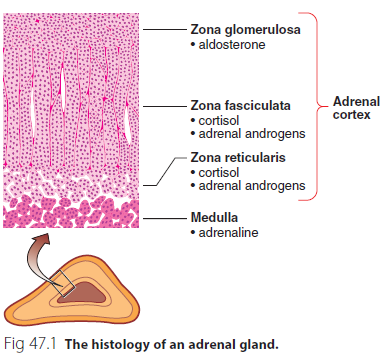 Zona glomerulosa
• aldosterone
Zona fasciculata
• cortisol
• adrenal androgens
Zona reticularis
• cortisol
• adrenal androgens
Medulla
• adrenaline
Adrenal
cortex
Fig 47.1 The histology of an adrenal gland.